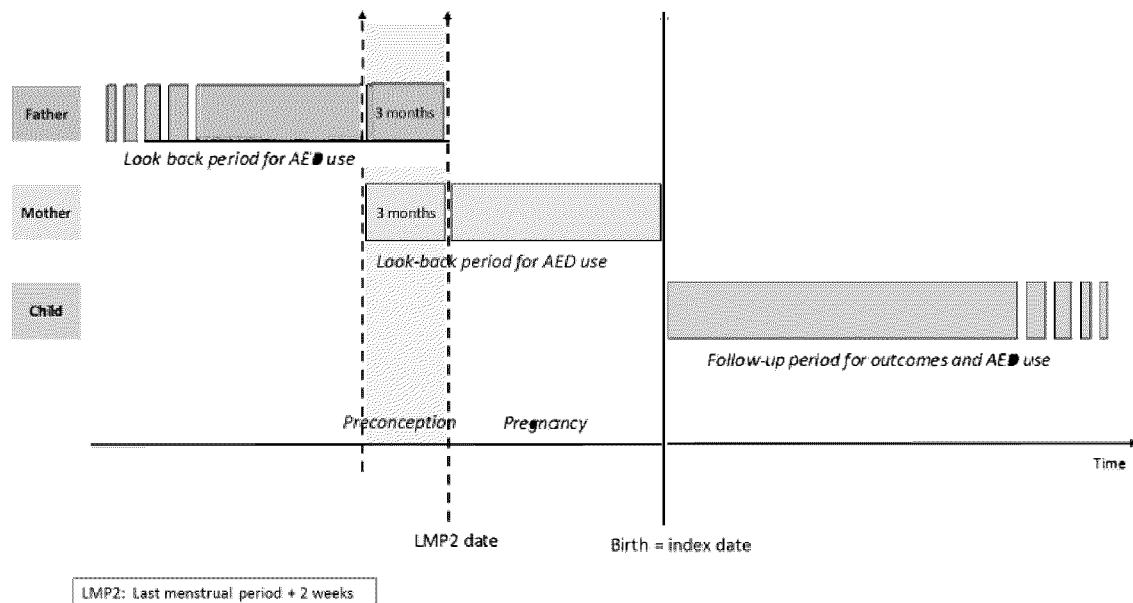 Father
3 months
Look back period for AED use
Mother
3 months
Look-back period for AED use
Child
Follow-up period for outcomes and AED use
Preconception
Pregnancy
Time
LMP2 date
Birth = index date
LMP2: Last menstrual period + 2 weeks